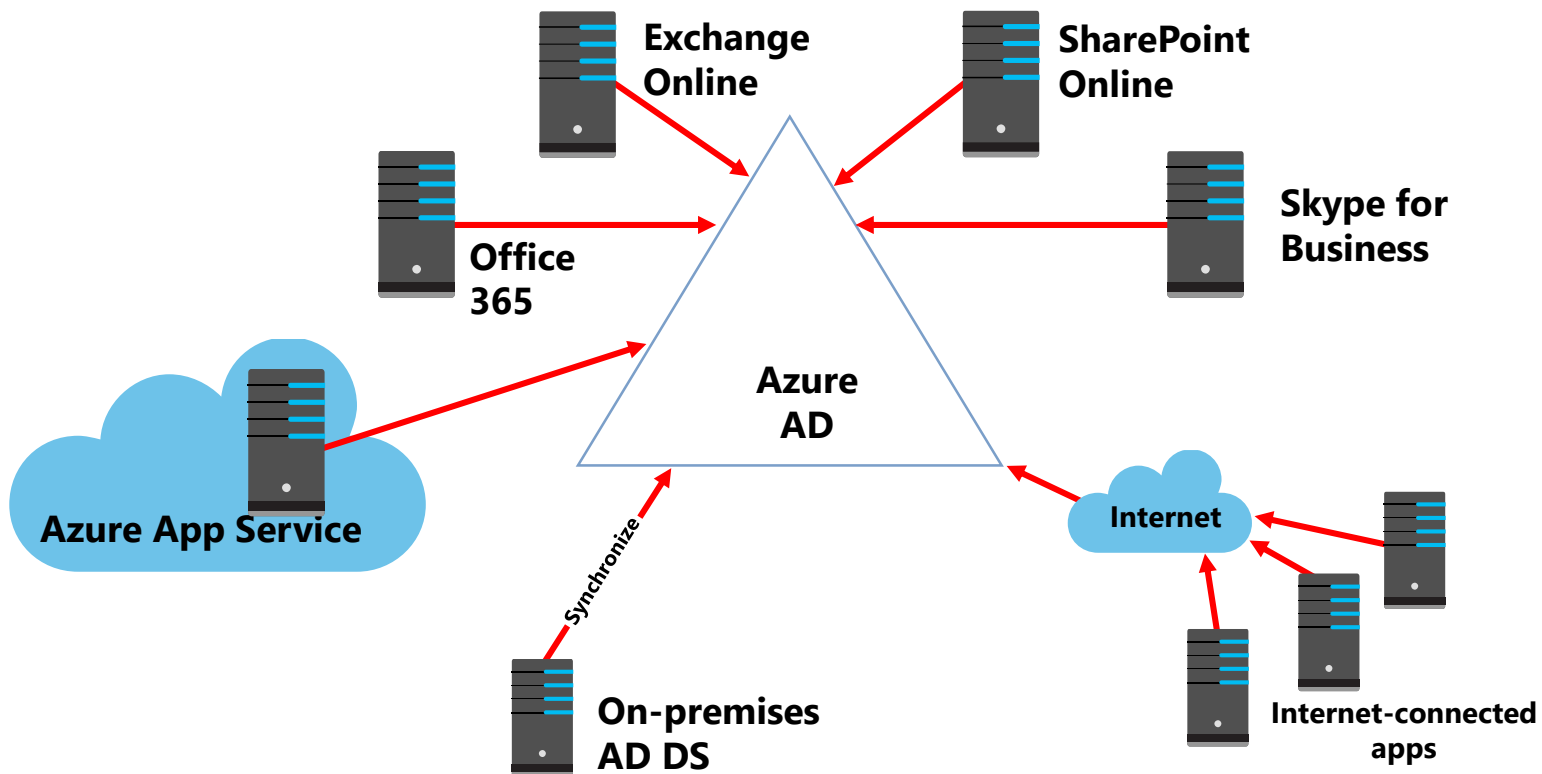 Exchange
Online
SharePoint
Online
Skype for
Business
Office
365
Azure
AD
Azure App Service
Internet
Synchronize
On-premises
AD DS
Internet-connected
apps